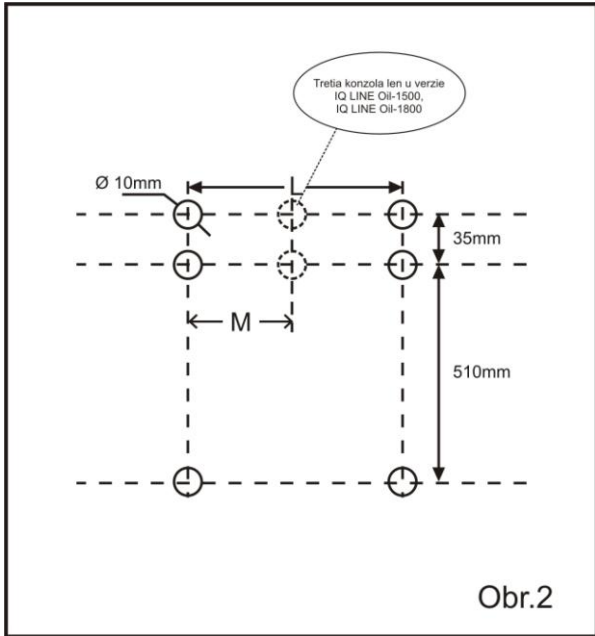 Tretia konzola len u verzie
IQ LINE Oil-1500,
IQ LINE Oil-1800
L
Ø 10mm
35mm
M
510mm
Obr.2